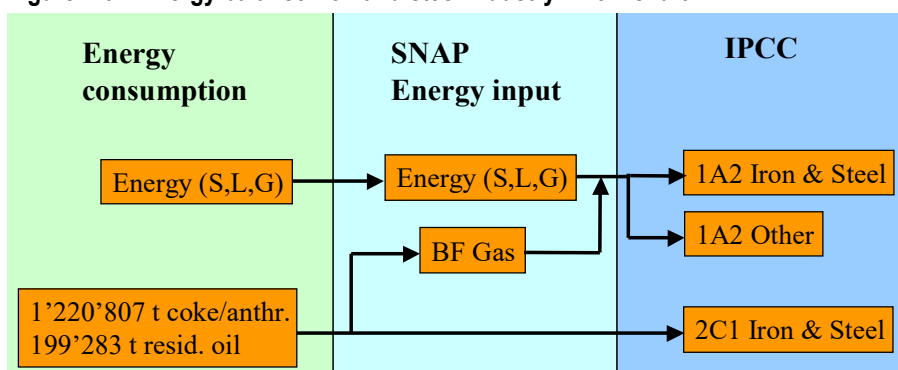 Energy
consumption
SNAP
Energy input
IPCC
Energy (S,L,G)
Energy (S,L,G)
1A2 Iron & Steel
1A2 Other
BF Gas
1’220’807 t coke/anthr.
199’283 t resid. oil
2C1 Iron & Steel